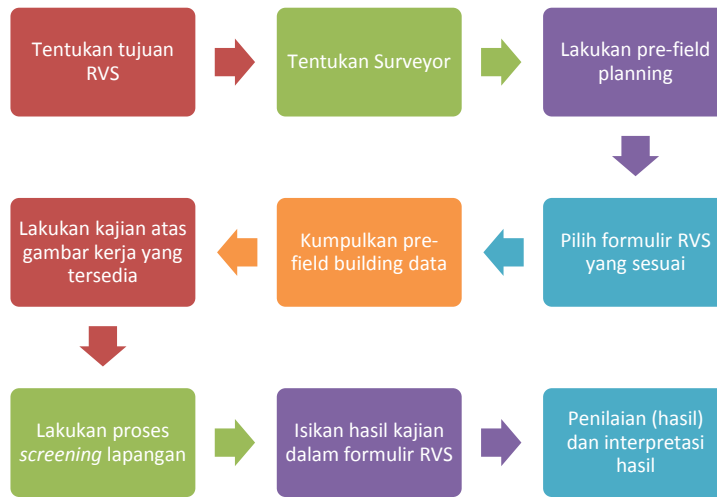 Tentukan tujuan
RVS
Tentukan Surveyor
Lakukan pre-field
planning
Pilih formulir RVS
yang sesuai
Kumpulkan pre-
field building data
Lakukan kajian atas
gambar kerja yang
tersedia
Lakukan proses
screening lapangan
Isikan hasil kajian
dalam formulir RVS
Penilaian (hasil)
dan interpretasi
hasil